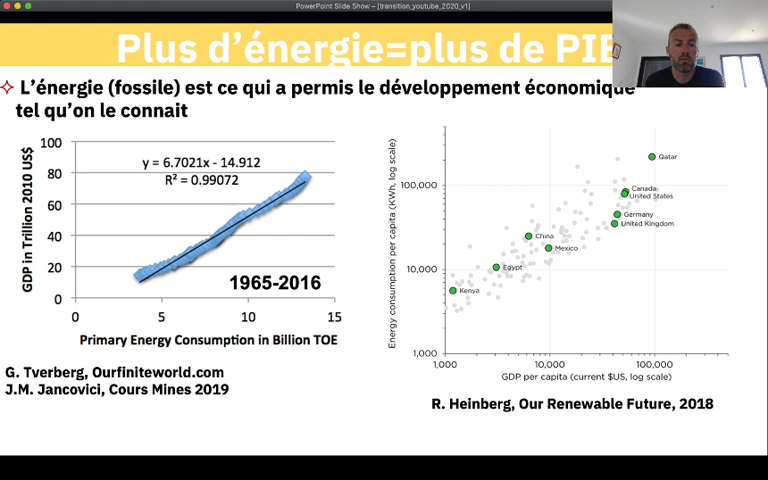 PowerPoint Slide Show - [transition_youtube_2020_v1]
Plus d'énergie=plus de PIB
L'énergie (fossile) est ce qui a permis le développement économique
tel qu'on le connait
GDP in Trillion 2010 US$
100
80
60
40
20
0
y = 6.7021x - 14.912
R² = 0.99072
1965-2016
0
5
10
15
Primary Energy Consumption in Billion TOE
G. Tverberg, Ourfiniteworld.com
J.M. Jancovici, Cours Mines 2019
Energy consumption per capita (KWh, log scale)
100,000
10,000
1,000
Qatar
Canada
United States
Germany
United Kingdom
China
Mexico
Egypt
Kenya
1,000
10,000
100,000
GDP per capita (current $US, log scale)
R. Heinberg, Our Renewable Future, 2018